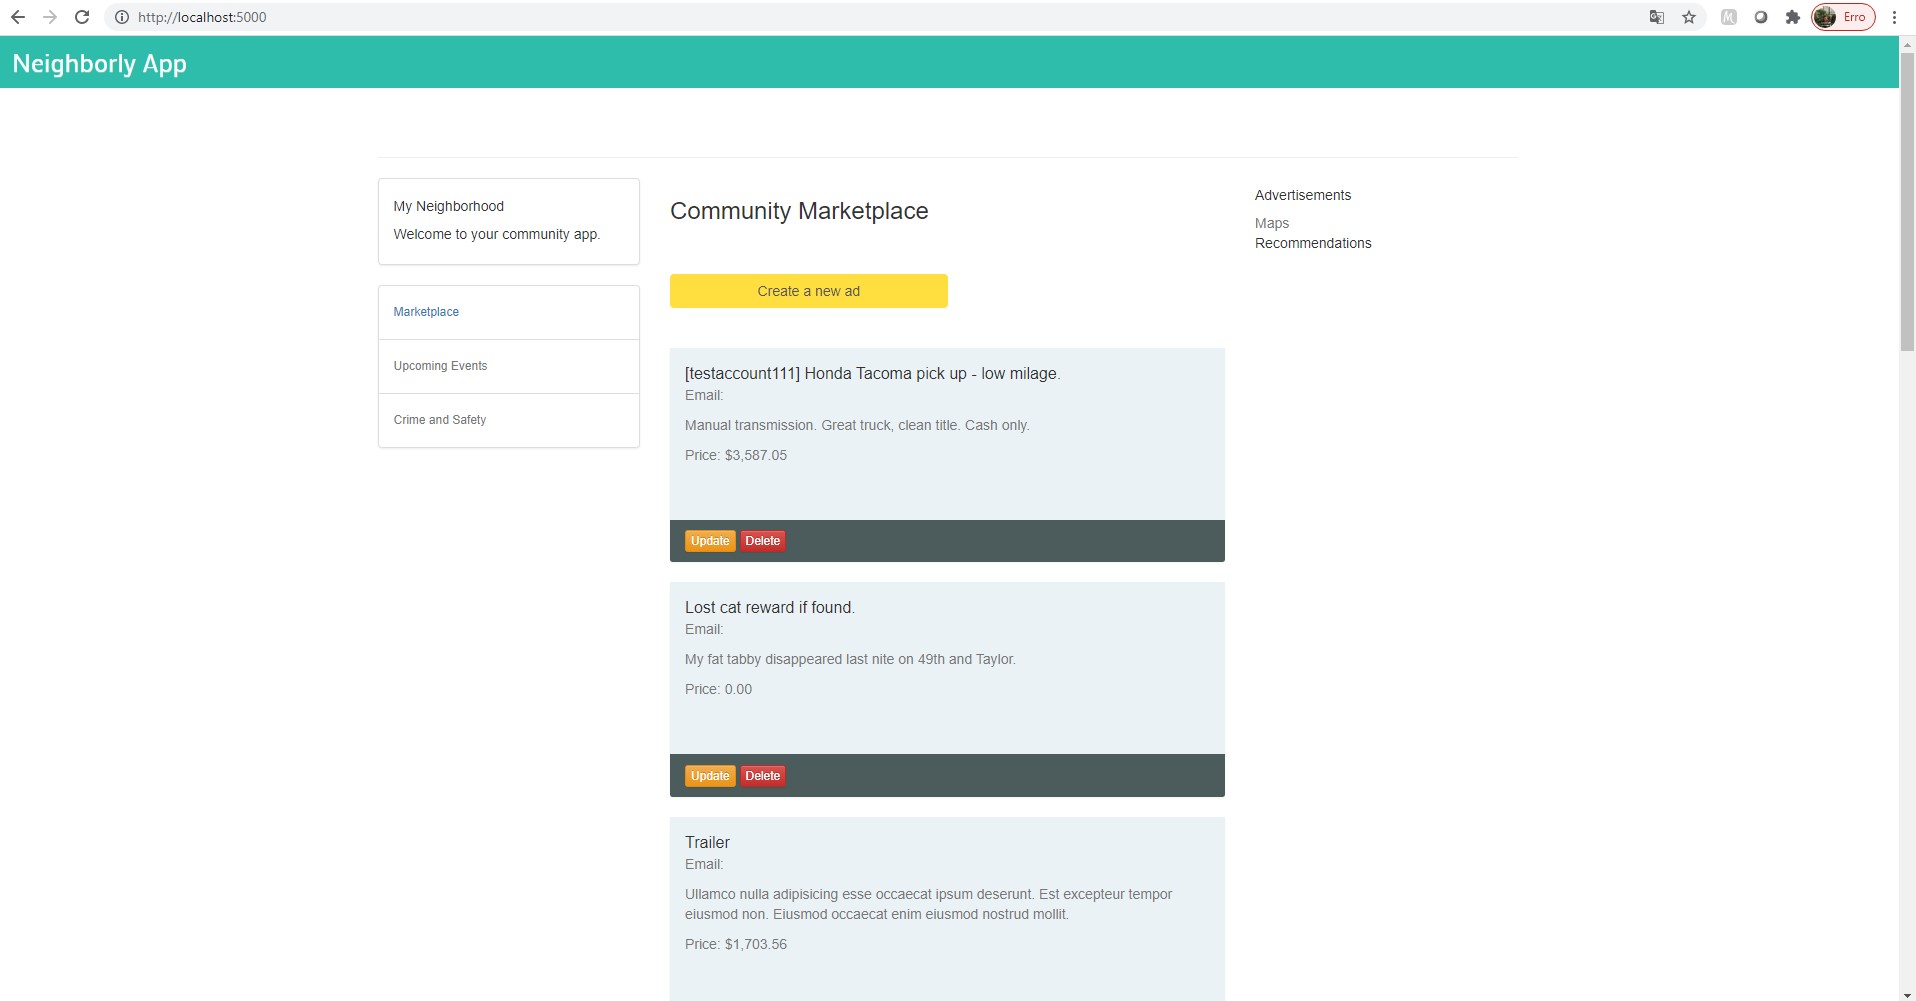 http://localhost:5000
Erro
Neighborly App
My Neighborhood
Welcome to your community app.
Marketplace
Upcoming Events
Crime and Safety
Community Marketplace
Create a new ad
[testaccount111] Honda Tacoma pick up - low milage.
Email:
Manual transmission. Great truck, clean title. Cash only.
Price: $3,587.05
Update Delete
Lost cat reward if found.
Email:
My fat tabby disappeared last nite on 49th and Taylor.
Price: 0.00
Update Delete
Trailer
Email:
Ullamco nulla adipisicing esse occaecat ipsum deserunt. Est excepteur tempor
eiusmod non. Eiusmod occaecat enim eiusmod nostrud mollit.
Price: $1,703.56
Advertisements
Maps
Recommendations